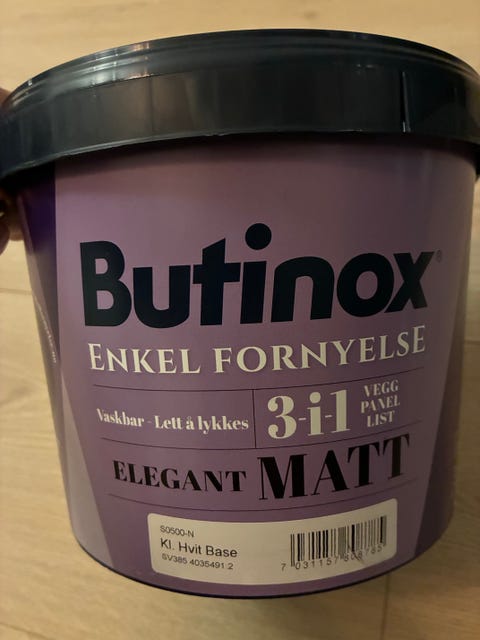 Butinox®
ENKEL FORNYELSE
Vaskbar - Lett å lykkes
3-i-1
VEGG
PANEL
LIST
ELEGANT MATT
S0500-N
Kl. Hvit Base
SV385 4035491.2